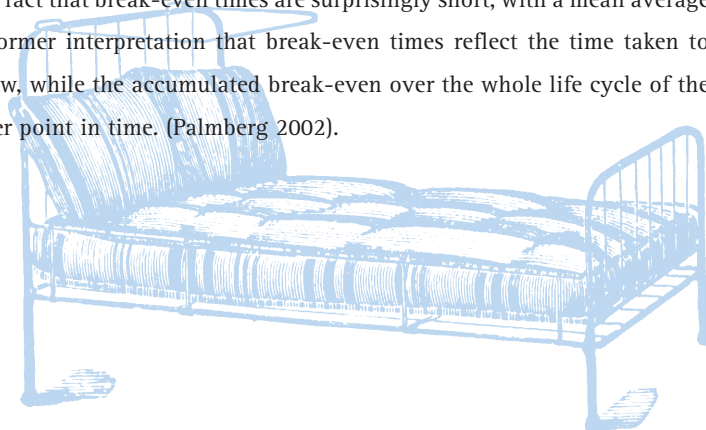 fact that break-even times are surprisingly short, with a mean average
ormer interpretation that break-even times reflect the time taken to
w, while the accumulated break-even over the whole life cycle of the
er point in time. (Palmberg 2002).